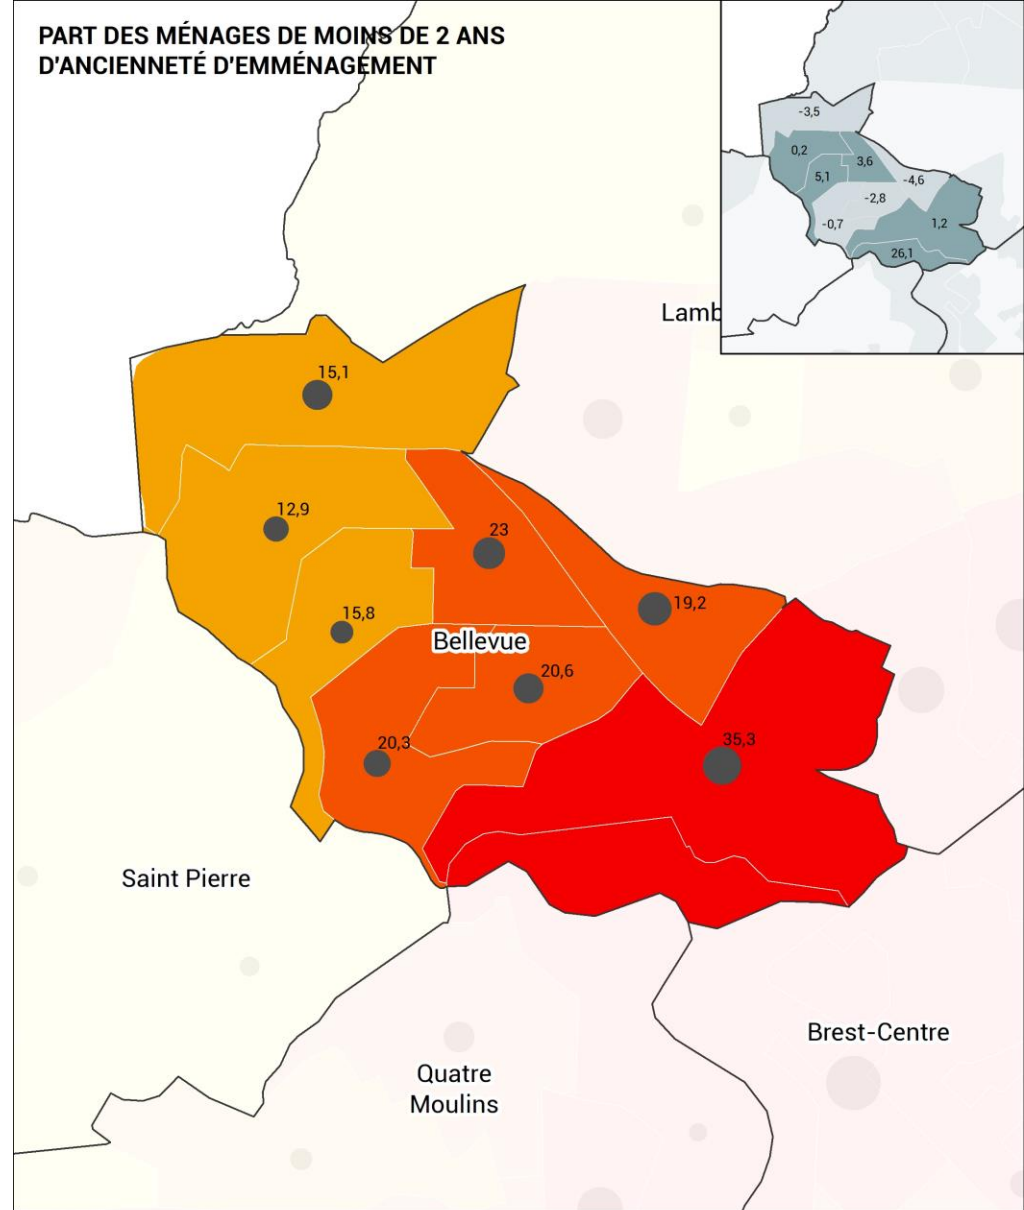 PART DES MÉNAGES DE MOINS DE 2 ANS
D'ANCIENNETÉ D'EMMÉNAGEMENT
-3,5
0,2
3,6
5,1
-4,6
-2,8
-0,7
1,2
26,1
Lamb
15,1
12,9
23
15,8
19,2
Bellevue
20,6
20,3
35,3
Saint Pierre
Brest-Centre
Quatre
Moulins